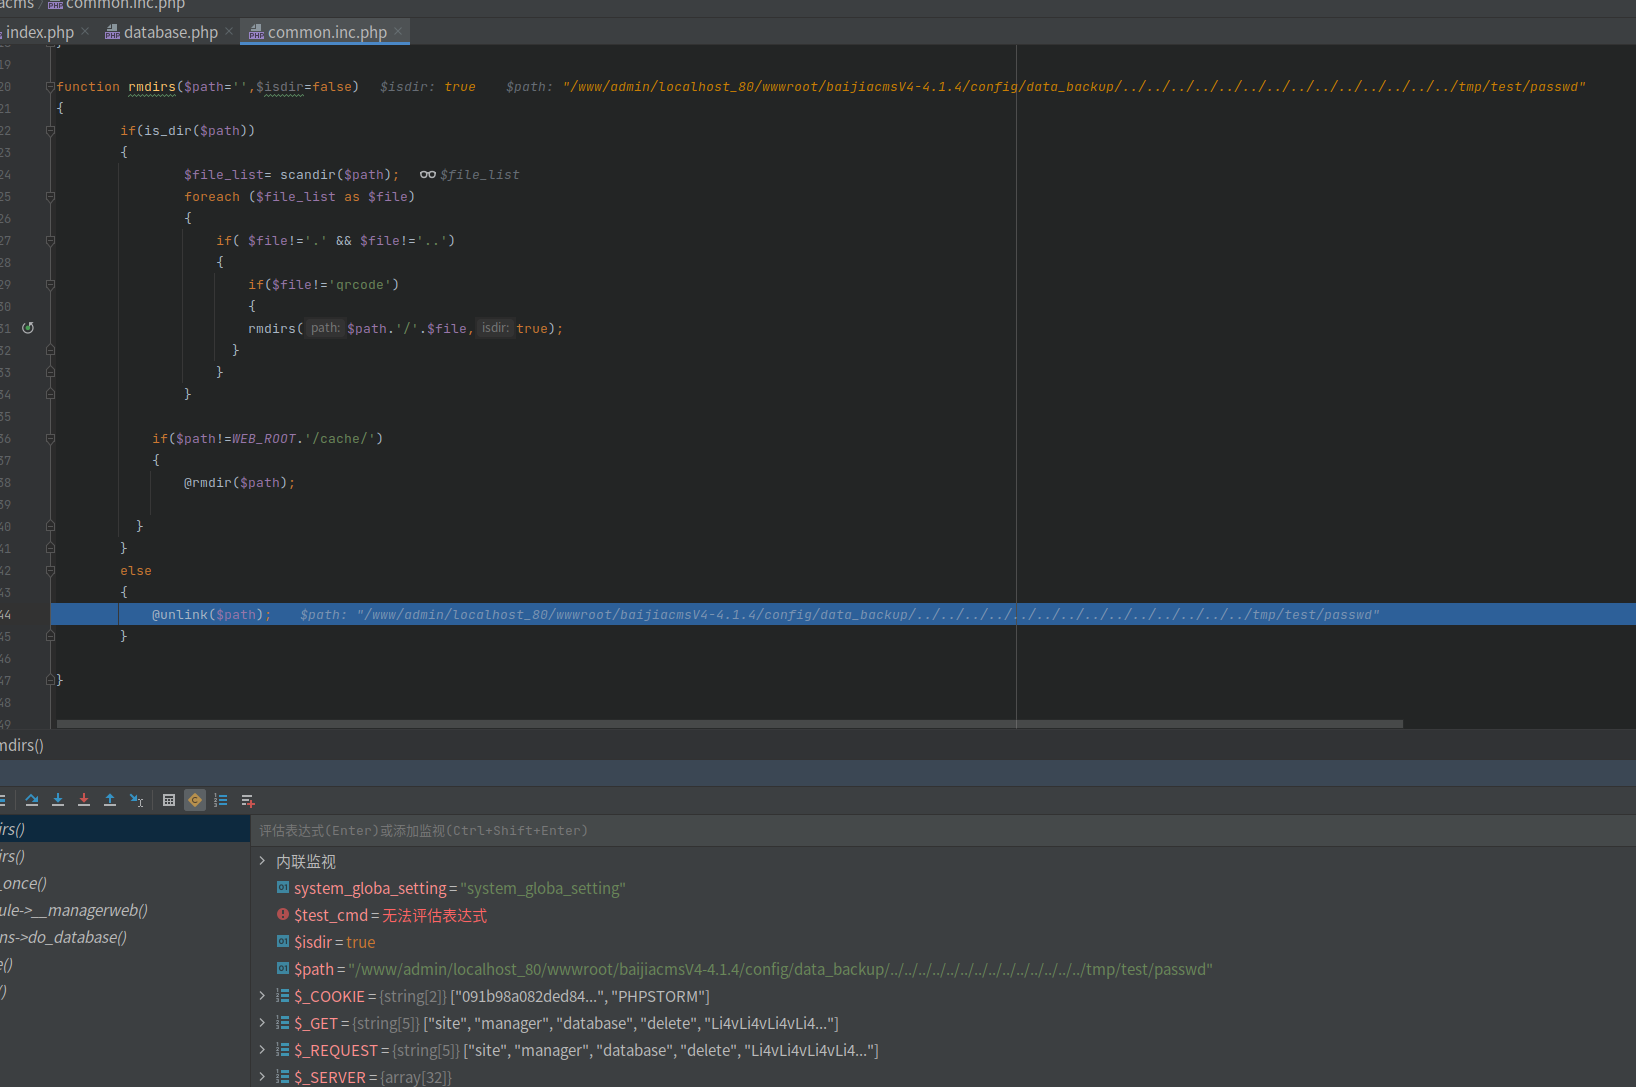 acms / common.inc.php
index.php × database.php × common.inc.php ×
19
20 function rmdirs($path='',$isdir=false) $isdir: true $path: "/www/admin/localhost_80/wwwroot/baijiacmsV4-4.1.4/config/data_backup/../../../../../../../../../../../../../../tmp/test/passwd"
21 {
22 if(is_dir($path))
23 {
24 $file_list= scandir($path); $file_list
25 foreach ($file_list as $file)
26 {
27 if( $file!='.' && $file!='..')
28 {
29 if($file!='qrcode')
30 {
31 rmdirs( path: $path.'/'.$file, isdir: true);
32 }
33 }
34 }
35
36 if($path!=WEB_ROOT.'/cache/')
37 {
38 @rmdir($path);
39
40 }
41 }
42 else
43 {
44 @unlink($path); $path: "/www/admin/localhost_80/wwwroot/baijiacmsV4-4.1.4/config/data_backup/../../../../../../../../../../../../../../tmp/test/passwd"
45 }
46
47 }
48
49
mdirs()
评估表达式(Enter)或添加监视(Ctrl+Shift+Enter)
irs()
irs()
_once()
ule->__managerweb()
ns->do_database()
e()
()
内联监视
system_globa_setting = "system_globa_setting"
$test_cmd = 无法评估表达式
$isdir = true
$path = "/www/admin/localhost_80/wwwroot/baijiacmsV4-4.1.4/config/data_backup/../../../../../../../../../../../../../../tmp/test/passwd"
$_COOKIE = {string[2]} ["091b98a082ded84...", "PHPSTORM"]
$_GET = {string[5]} ["site", "manager", "database", "delete", "Li4vLi4vLi4vLi4..."]
$_REQUEST = {string[5]} ["site", "manager", "database", "delete", "Li4vLi4vLi4vLi4..."]
$_SERVER = {array[32]}